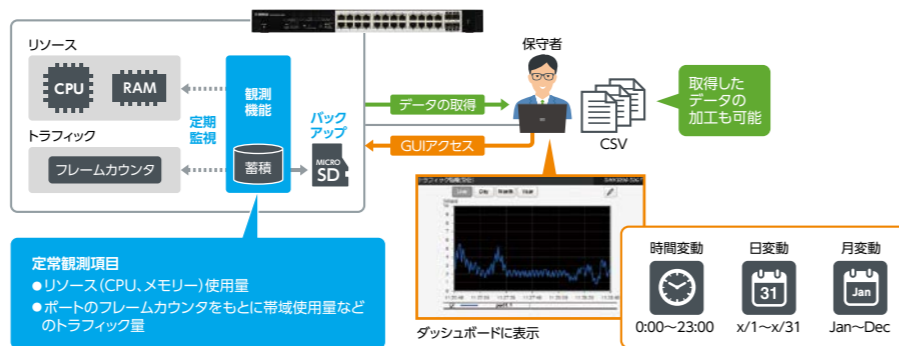 リソース
CPU
RAM
トラフィック
フレームカウンタ
定期
監視
観測
機能
蓄積
バック
アップ
MICRO
SD
データの取得
GUIアクセス
保守者
CSV
取得した
データの
加工も可能
定常観測項目
●リソース（CPU、メモリー）使用量
●ポートのフレームカウンタをもとに帯域使用量など
のトラフィック量
Live
Day
Month
Year
ダッシュボードに表示
時間変動
0:00～23:00
日変動
31
x/1～x/31
月変動
Jan
Jan～Dec